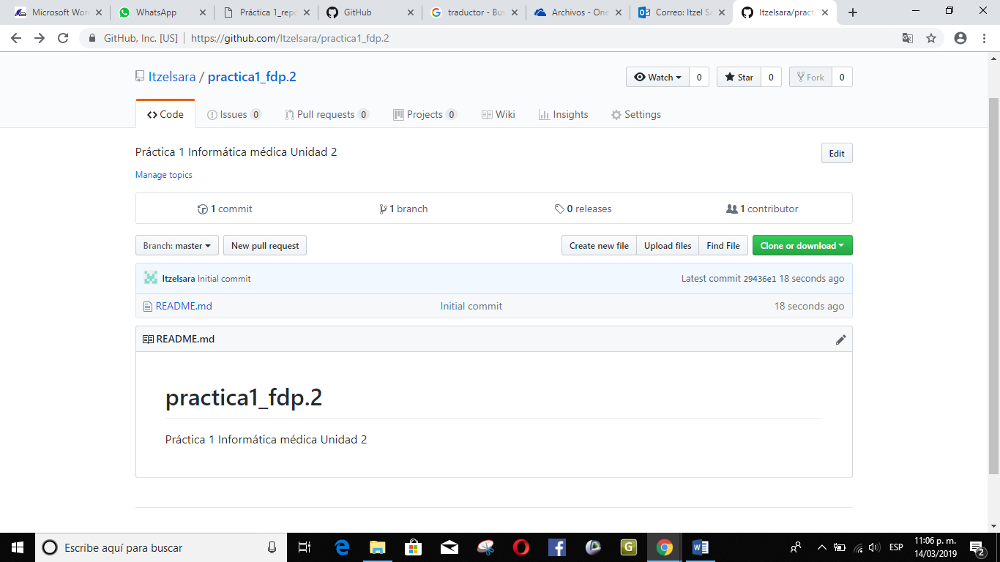 Microsoft Wor
WhatsApp
Práctica 1_repo
GitHub
traductor - Bus
Archivos - One
Correo: Itzel Sa
Itzelsara/practi
GitHub, Inc. [US] https://github.com/Itzelsara/practica1_fdp.2
Itzelsara / practica1_fdp.2
Watch 0 Star 0 Fork 0
Code Issues 0 Pull requests 0 Projects 0 Wiki Insights Settings
Práctica 1 Informática médica Unidad 2
Edit
Manage topics
1 commit 1 branch 0 releases 1 contributor
Branch: master New pull request Create new file Upload files Find File Clone or download
Itzelsara Initial commit Latest commit 29436e1 18 seconds ago
README.md Initial commit 18 seconds ago
README.md
practica1_fdp.2
Práctica 1 Informática médica Unidad 2
Escribe aquí para buscar
ESP
11:06 p. m.
14/03/2019
2